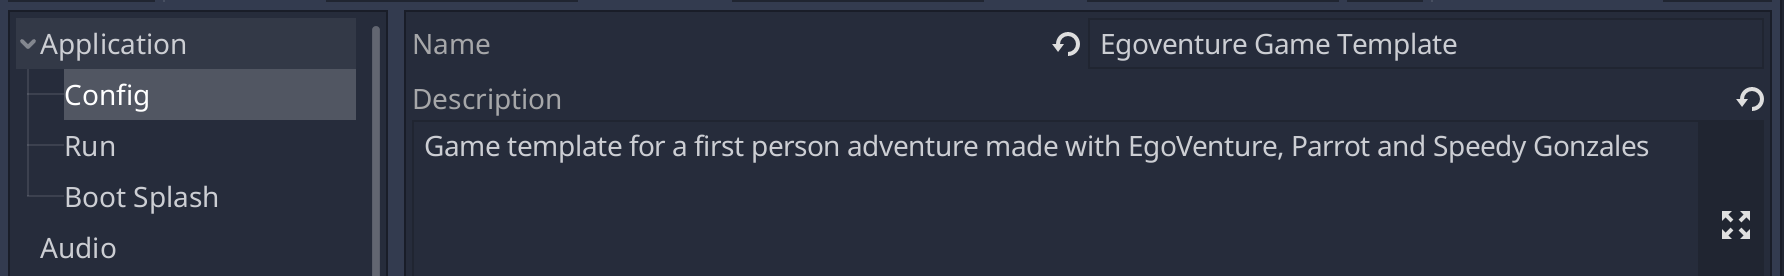 Application
Config
Run
Boot Splash
Audio
Name
Egoventure Game Template
Description
Game template for a first person adventure made with EgoVenture, Parrot and Speedy Gonzales